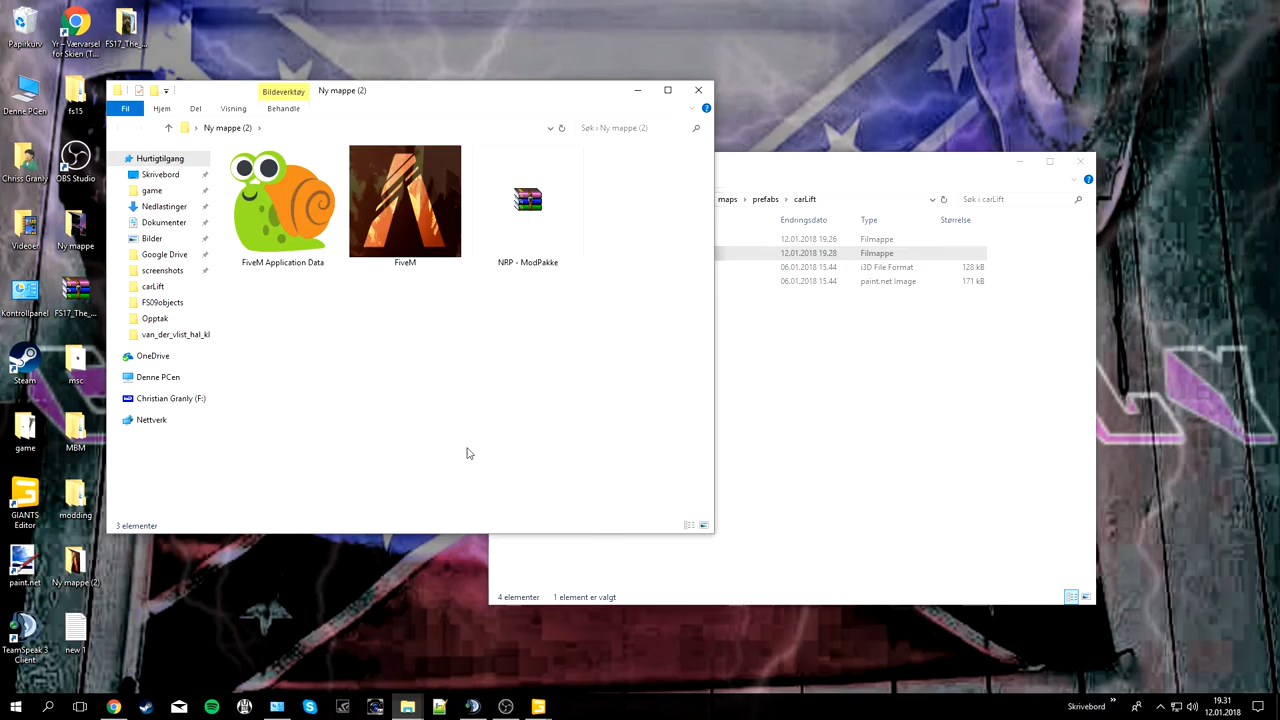 Papirkurv
Yr – Værvarsel
for Skien (T...
FS17_The_...
Denne PCen
fs15
Chriss Granly
OBS Studio
Videoer
Ny mappe
Kontrollpanel
FS17_The_...
Steam
msc
game
MBM
GIANTS
Editor
modding
paint.net
Ny mappe (2)
TeamSpeak 3
Client
new 1
Bildeverktøy
Ny mappe (2)
Fil
Hjem
Del
Visning
Behandle
Ny mappe (2)
Søk i Ny mappe (2)
Hurtigtilgang
Skrivebord
game
Nedlastinger
Dokumenter
Bilder
Google Drive
screenshots
carLift
FS09objects
Opptak
van_der_vlist_hal_kl
OneDrive
Denne PCen
Christian Granly (F:)
Nettverk
FiveM Application Data
FiveM
NRP - ModPakke
3 elementer
maps
prefabs
carLift
Søk i carLift
Endringsdato
Type
Størrelse
12.01.2018 19.26
Filmappe
12.01.2018 19.28
Filmappe
06.01.2018 15.44
i3D File Format
128 kB
06.01.2018 15.44
paint.net Image
171 kB
4 elementer
1 element er valgt
Skrivebord
19.31
12.01.2018